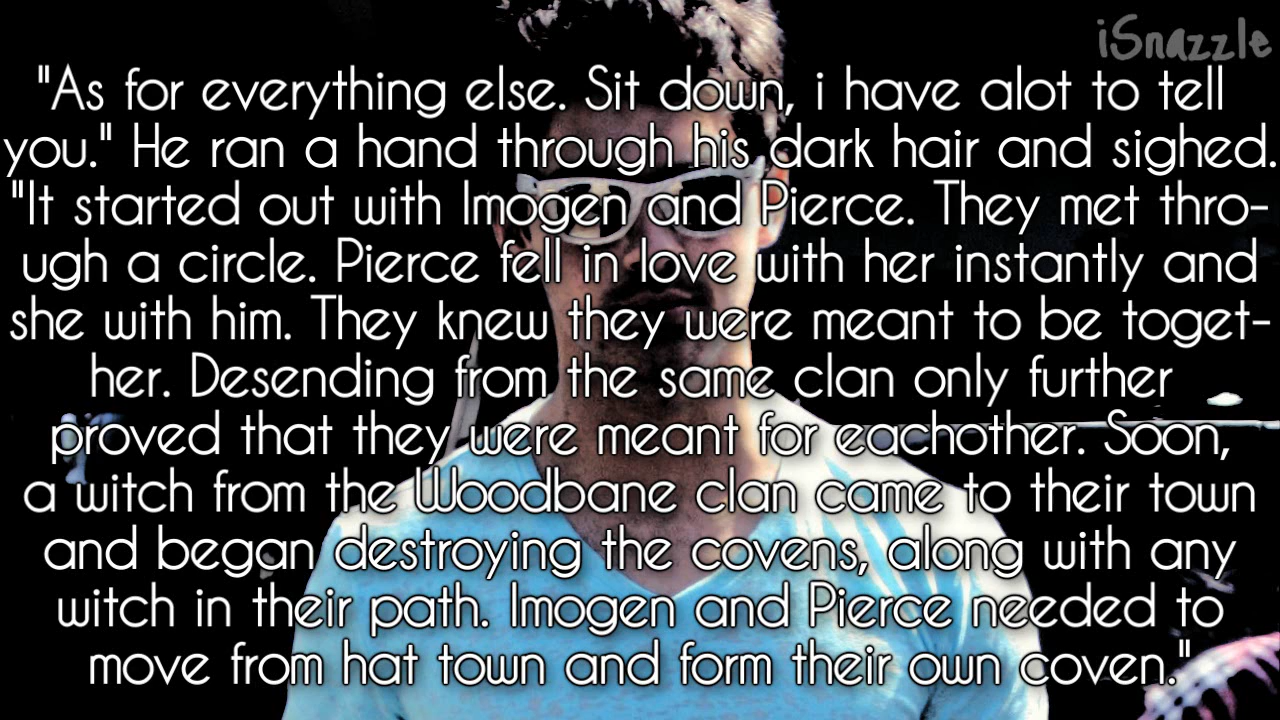 iSnazzle
"As for everything else. Sit down, i have alot to tell
you." He ran a hand through his dark hair and sighed.
"It started out with Imogen and Pierce. They met thro-
ugh a circle. Pierce fell in love with her instantly and
she with him. They knew they were meant to be toget-
her. Desending from the same clan only further
proved that they were meant for eachother. Soon,
a witch from the Woodbane clan came to their town
and began destroying the covens, along with any
witch in their path. Imogen and Pierce needed to
move from hat town and form their own coven."